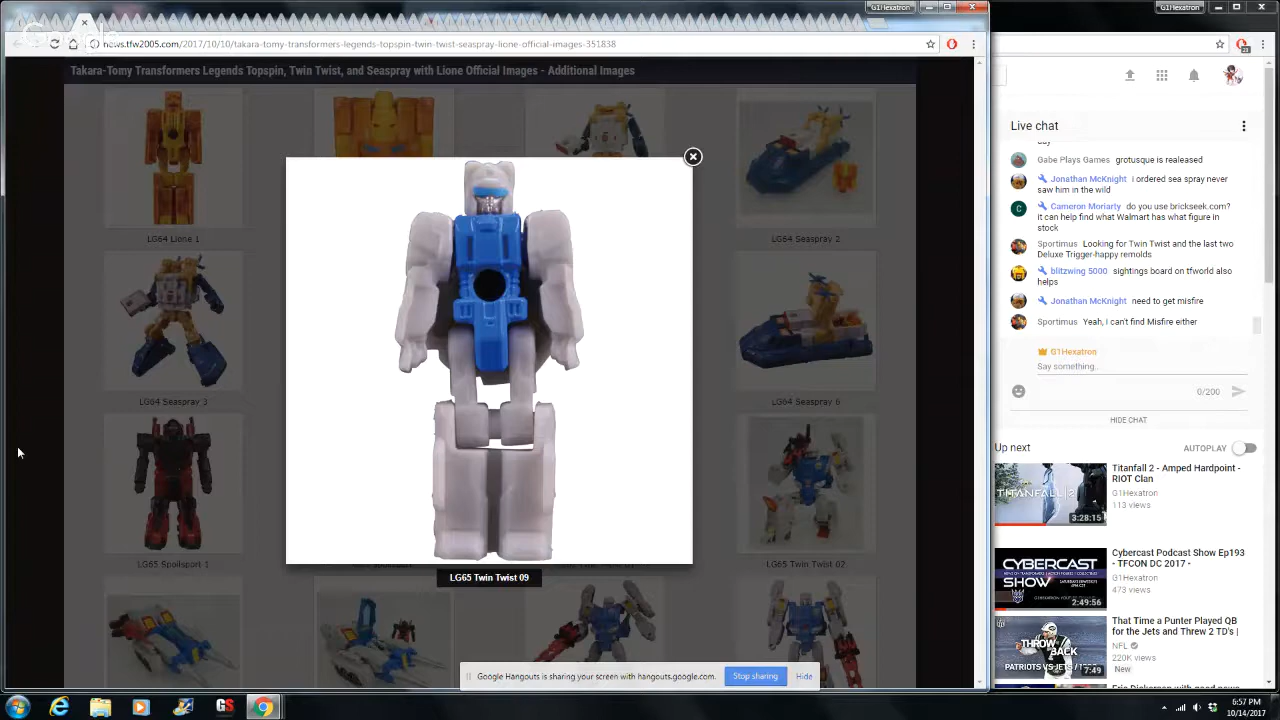 G1Hexatron
G1Hexatron
Google
news.tfw2005.com/2017/10/10/takara-tomy-transformers-legends-topspin-twin-twist-seaspray-lione-official-images-351838
Takara-Tomy Transformers Legends Topspin, Twin Twist, and Seaspray with Lione Official Images - Additional Images
LG64 Lione 1
LG64 Seaspray 2
LG64 Seaspray 3
LG64 Seaspray 6
LG65 Spoilsport 1
LG65 Twin Twist 02
LG65 Twin Twist 09
Google Hangouts is sharing your screen with hangouts.google.com.
Stop sharing
Hide
23
Live chat
Gabe Plays Games grotusque is realeased
Jonathan McKnight i ordered sea spray never
saw him in the wild
Cameron Moriarty do you use brickseek.com?
it can help find what Walmart has what figure in
stock
Sportimus Looking for Twin Twist and the last two
Deluxe Trigger-happy remolds
blitzwing 5000 sightings board on tfworld also
helps
Jonathan McKnight need to get misfire
Sportimus Yeah, I can't find Misfire either
G1Hexatron
Say something..
0/200
HIDE CHAT
Up next
AUTOPLAY
TITANFALL 2
3:28:15
Titanfall 2 - Amped Hardpoint -
RIOT Clan
G1Hexatron
113 views
CYBERCAST
SHOW
2:49:56
Cybercast Podcast Show Ep193
- TFCON DC 2017 -
G1Hexatron
473 views
THROW
BACK
PATRIOTS VS JETS / 
7:49
That Time a Punter Played QB
for the Jets and Threw 2 TD's |
NFL
220K views
New
GS
6:57 PM
10/14/2017